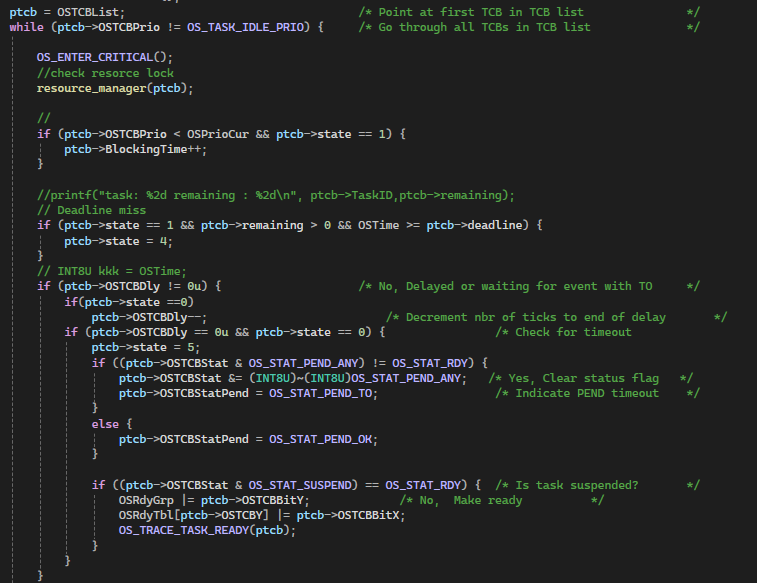 ptcb = OSTCBList; /* Point at first TCB in TCB list */
while (ptcb->OSTCBPrio != OS_TASK_IDLE_PRIO) { /* Go through all TCBs in TCB list */
OS_ENTER_CRITICAL();
//check resorce lock
resource_manager(ptcb);
//
if (ptcb->OSTCBPrio < OSPrioCur && ptcb->state == 1) {
ptcb->BlockingTime++;
}
//printf("task: %2d remaining : %2d\n", ptcb->TaskID,ptcb->remaining);
// Deadline miss
if (ptcb->state == 1 && ptcb->remaining > 0 && OSTime >= ptcb->deadline) {
ptcb->state = 4;
}
// INT8U kkk = OSTime;
if (ptcb->OSTCBDly != 0u) { /* No, Delayed or waiting for event with TO */
if(ptcb->state ==0)
ptcb->OSTCBDly--; /* Decrement nbr of ticks to end of delay */
if (ptcb->OSTCBDly == 0u && ptcb->state == 0) { /* Check for timeout */
ptcb->state = 5;
if ((ptcb->OSTCBStat & OS_STAT_PEND_ANY) != OS_STAT_RDY) {
ptcb->OSTCBStat &= (INT8U)~(INT8U)OS_STAT_PEND_ANY; /* Yes, Clear status flag */
ptcb->OSTCBStatPend = OS_STAT_PEND_TO; /* Indicate PEND timeout */
}
else {
ptcb->OSTCBStatPend = OS_STAT_PEND_OK;
}
if ((ptcb->OSTCBStat & OS_STAT_SUSPEND) == OS_STAT_RDY) { /* Is task suspended? */
OSRdyGrp |= ptcb->OSTCBBitY; /* No, Make ready */
OSRdyTbl[ptcb->OSTCBY] |= ptcb->OSTCBBitX;
OS_TRACE_TASK_READY(ptcb);
}
}
}